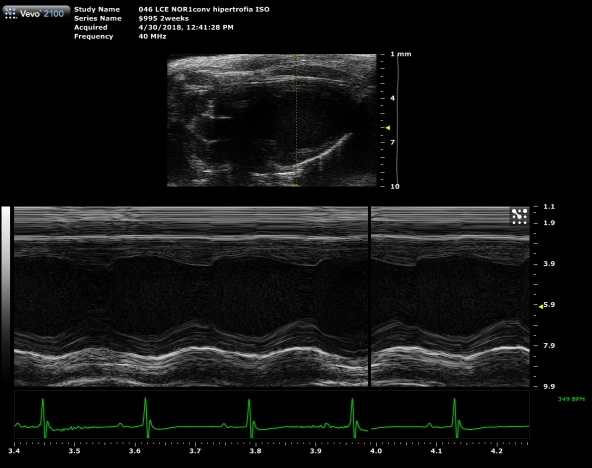 Vevo 2100
Study Name 046 LCE NOR1conv hipertrofia ISO
Series Name S995 2weeks
Acquired 4/30/2018, 12:41:28 PM
Frequency 40 MHz
1 mm
4
7
10
1.1
1.9
3.9
5.9
7.9
9.9
349 BPM
3.4 3.5 3.6 3.7 3.8 3.9 4.0 4.1 4.2